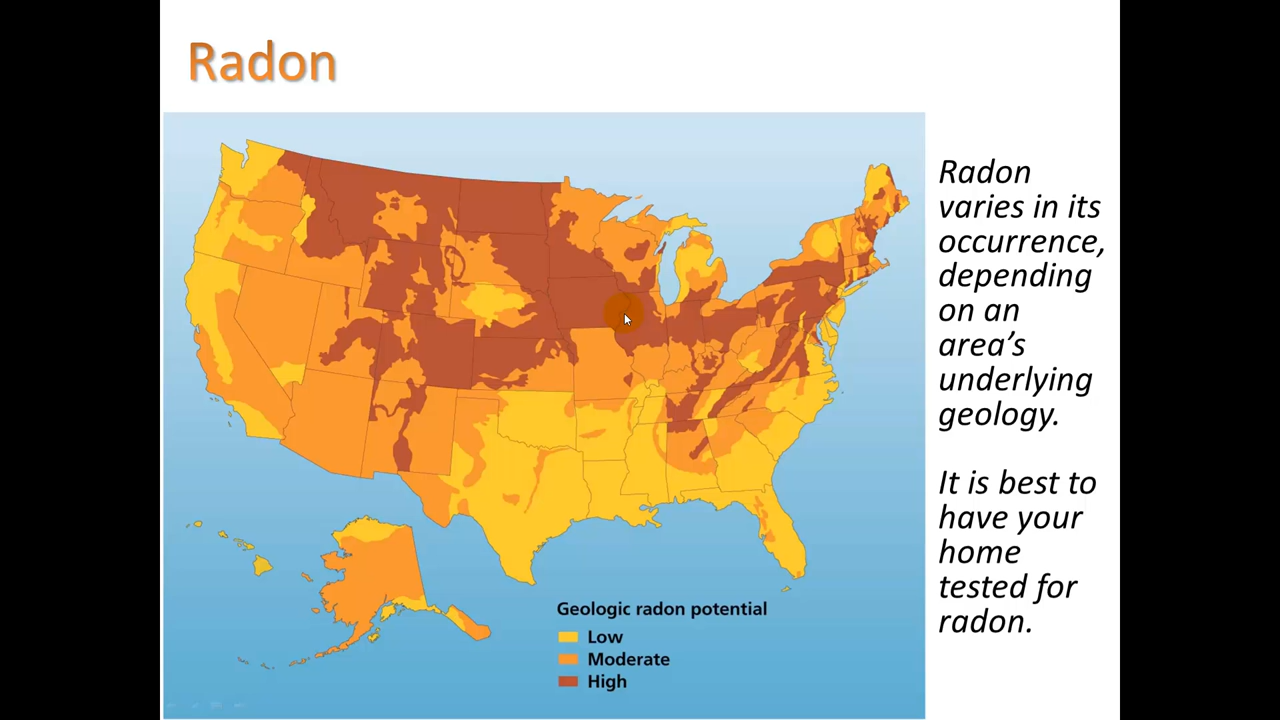 Radon
Radon
varies in its
occurrence,
depending
on an
area’s
underlying
geology.
It is best to
have your
home
tested for
radon.
Geologic radon potential
Low
Moderate
High